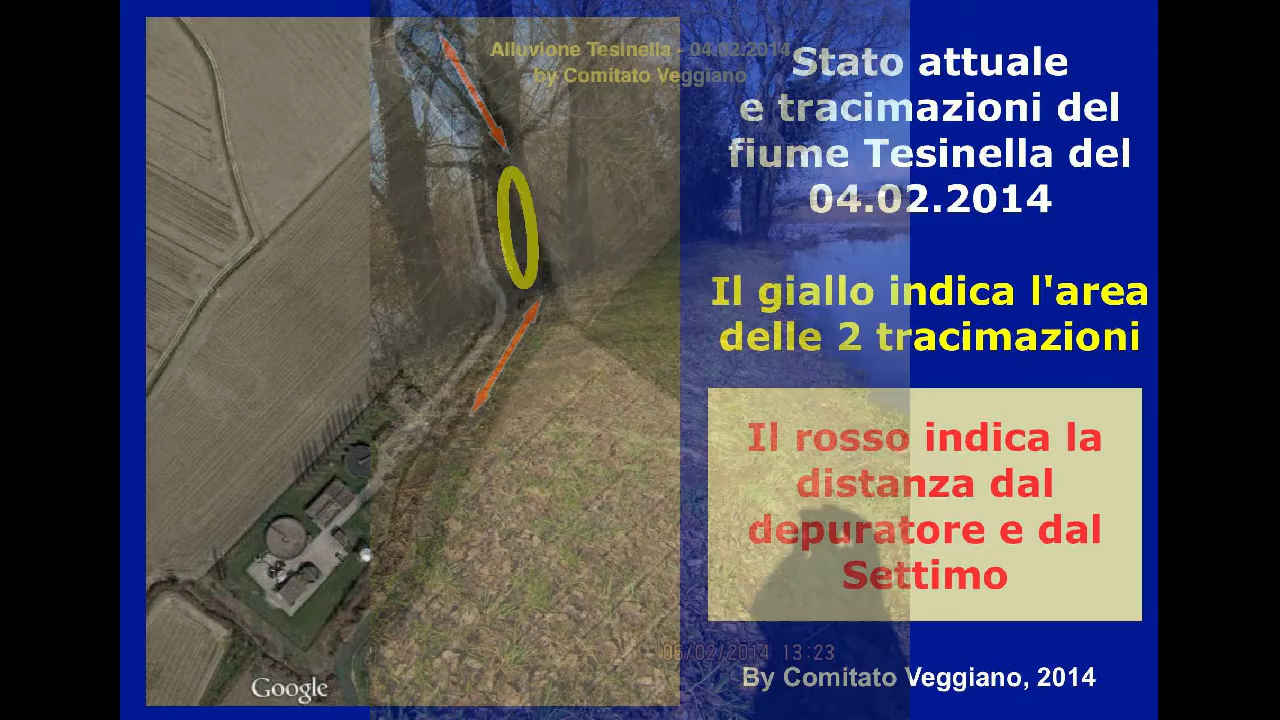 Alluvione Tesinella - 04.02.2014
by Comitato Veggiano
Stato attuale
e tracimazioni del
fiume Tesinella del
04.02.2014
Il giallo indica l'area
delle 2 tracimazioni
Il rosso indica la
distanza dal
depuratore e dal
Settimo
06/02/2014 13:23
By Comitato Veggiano, 2014
Google